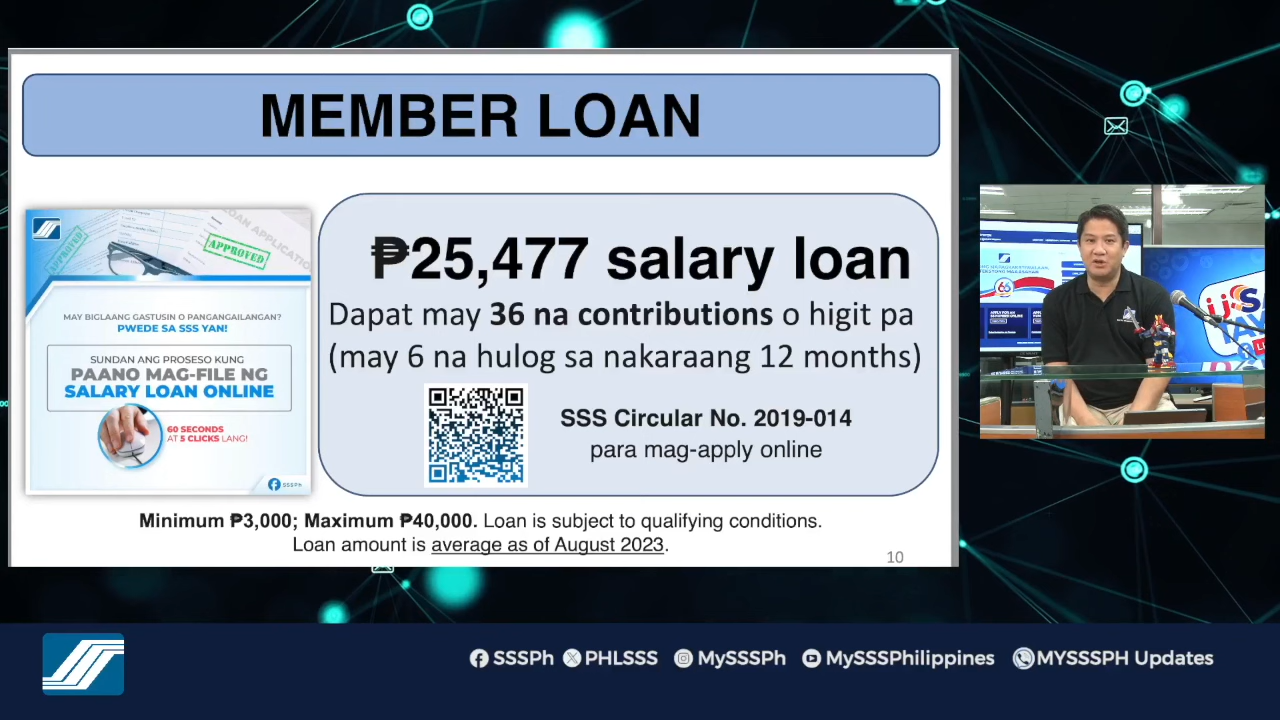 MEMBER LOAN
LOAN APPLICATIO
APPROVED
APPROVED
MAY BIGLAANG GASTUSIN O PANGANGAILANGAN?
PWEDE SA SSS YAN!
SUNDAN ANG PROSESO KUNG
PAANO MAG-FILE NG
SALARY LOAN ONLINE
60 SECONDS
AT 5 CLICKS LANG!
SSSPh
₱25,477 salary loan
Dapat may 36 na contributions o higit pa
(may 6 na hulog sa nakaraang 12 months)
SSS Circular No. 2019-014
para mag-apply online
Minimum ₱3,000; Maximum ₱40,000. Loan is subject to qualifying conditions.
Loan amount is average as of August 2023.
10
SSSPh PHLSSS MySSSPh MySSSPhilippines MYSSSPH Updates